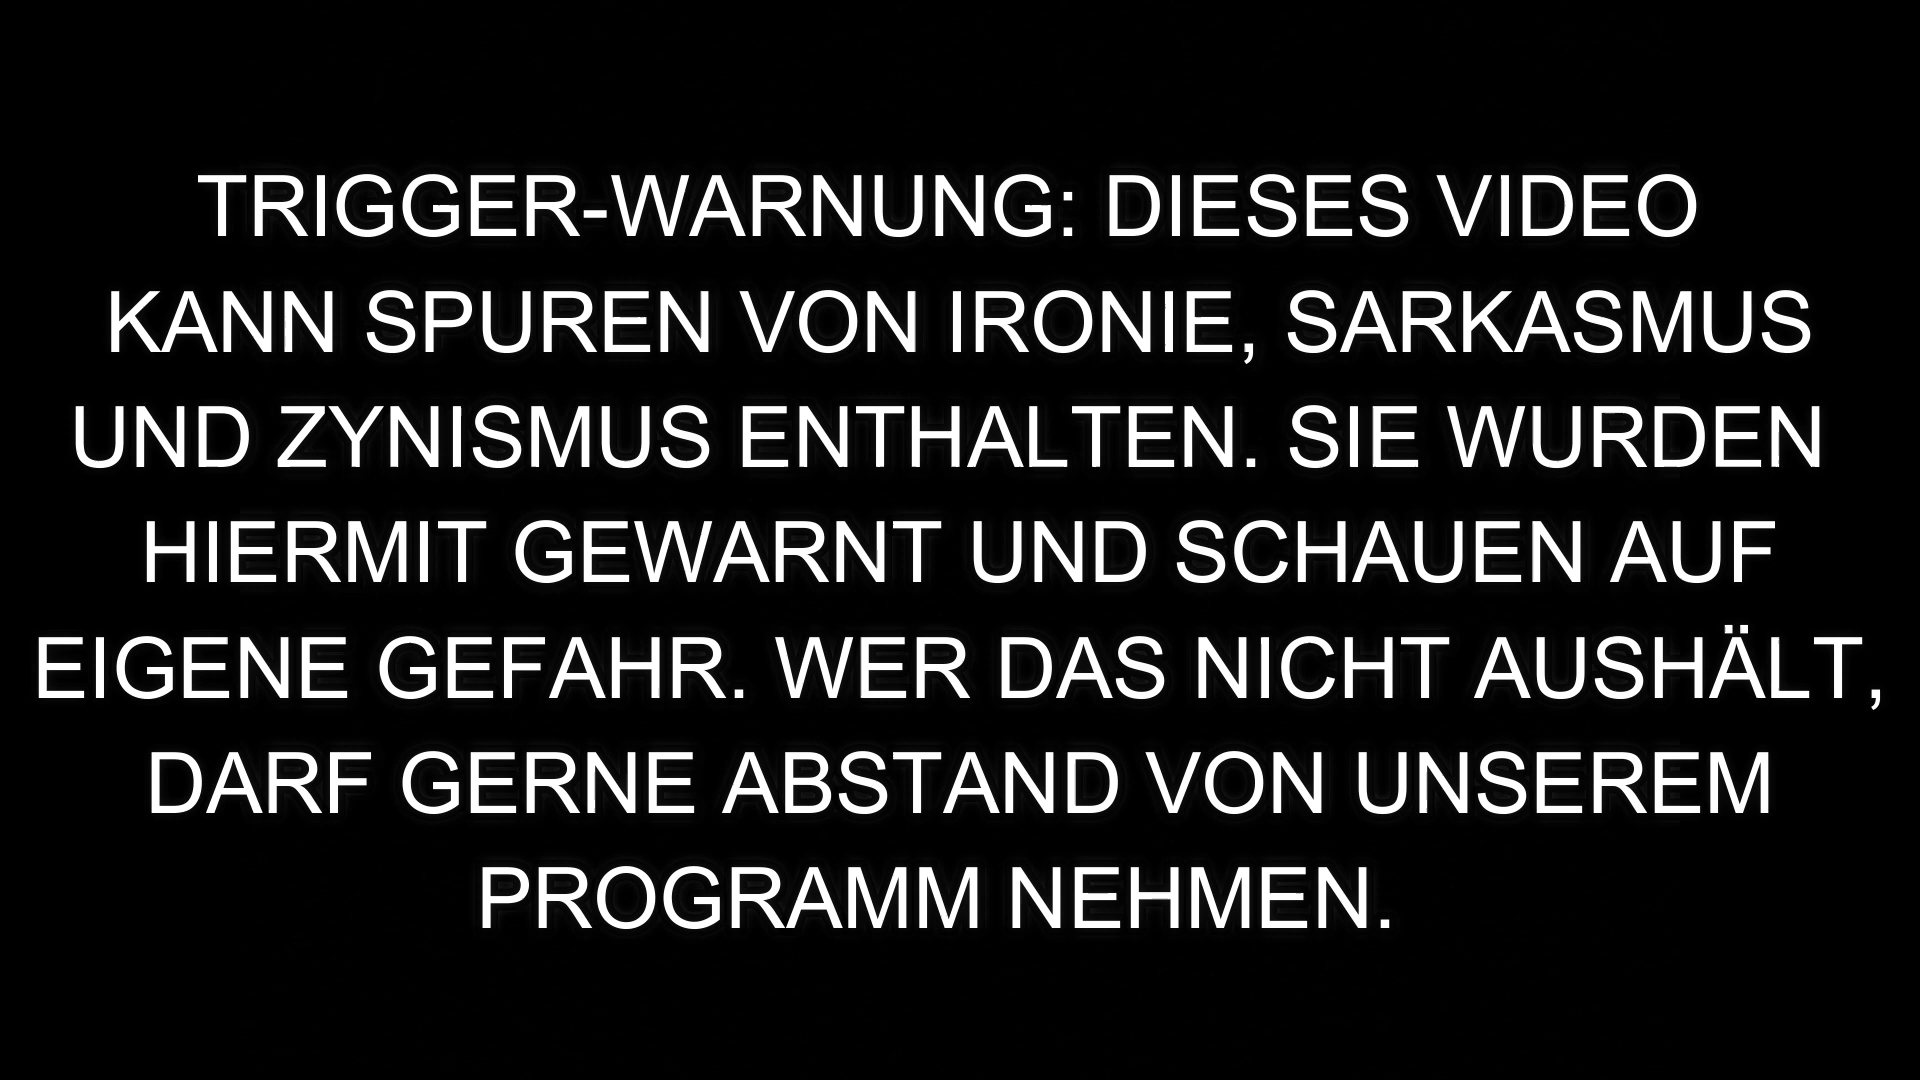 TRIGGER-WARNUNG: DIESES VIDEO
KANN SPUREN VON IRONIE, SARKASMUS
UND ZYNISMUS ENTHALTEN. SIE WURDEN
HIERMIT GEWARNT UND SCHAUEN AUF
EIGENE GEFAHR. WER DAS NICHT AUSHÄLT,
DARF GERNE ABSTAND VON UNSEREM
PROGRAMM NEHMEN.